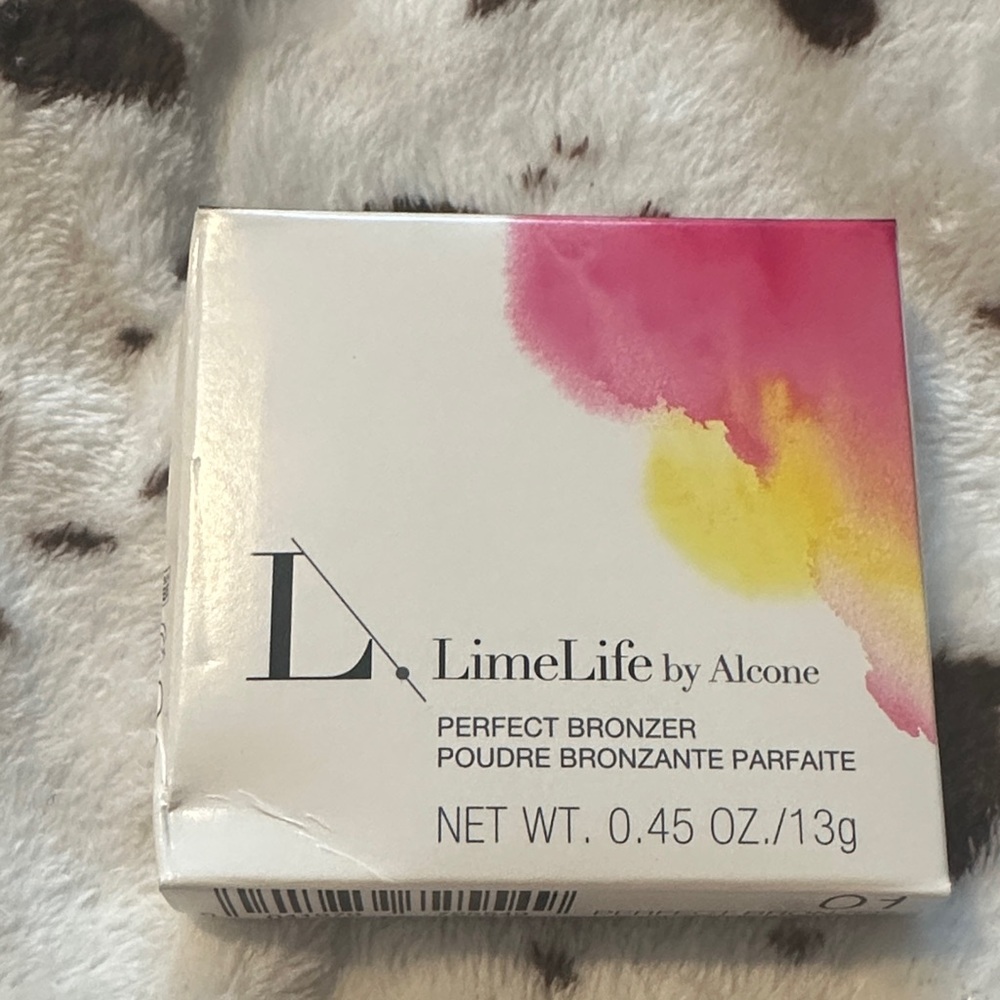 L
LimeLife by Alcone
PERFECT BRONZER
POUDRE BRONZANTE PARFAITE
NET WT. 0.45 OZ./13g
01